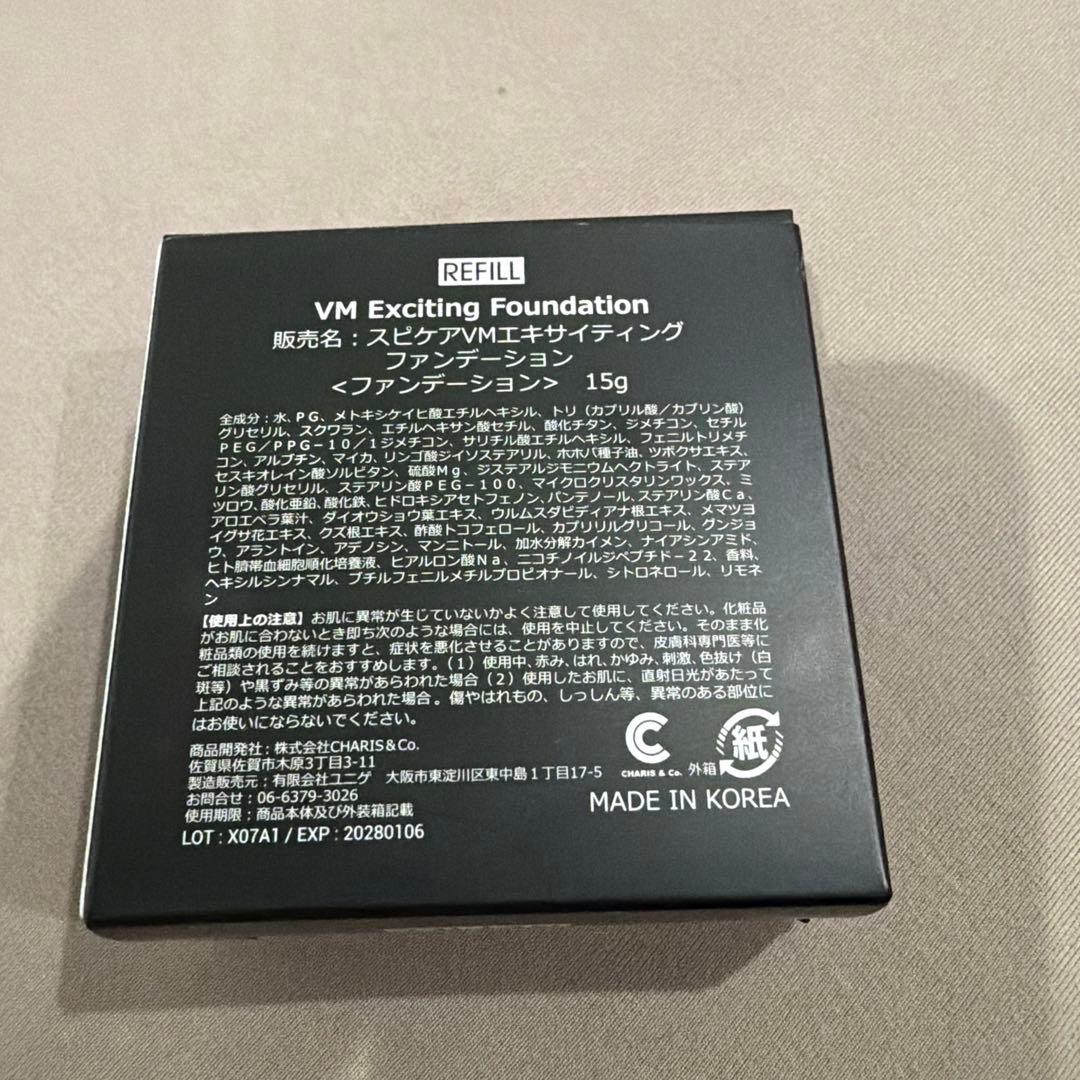 REFILL
VM Exciting Foundation
販売名：スピケアVMエキサイティング
ファンデーション
<ファンデーション>　15g
全成分：水、PG、メトキシケイヒ酸エチルヘキシル、トリ（カプリル酸／カプリン酸）
グリセリル、スクワラン、エチルヘキサン酸セチル、酸化チタン、ジメチコン、セチル
ＰＥＧ／ＰＰＧ－１０／１ジメチコン、サリチル酸エチルヘキシル、フェニルトリメチ
コン、アルブチン、マイカ、リンゴ酸ジイソステアリル、ホホバ種子油、ツボクサエキス、
セスキオレイン酸ソルビタン、硫酸Ｍｇ、ジステアルジモニウムヘクトライト、ステア
リン酸グリセリル、ステアリン酸ＰＥＧ－１００、マイクロクリスタリンワックス、ミ
ツロウ、酸化亜鉛、酸化鉄、ヒドロキシアセトフェノン、パンテノール、ステアリン酸Ｃａ、
アロエベラ葉汁、ダイオウショウ葉エキス、ウルムスダビディアナ根エキス、メマツヨ
イグサ花エキス、クズ根エキス、酢酸トコフェロール、カプリリルグリコール、グンジョ
ウ、アラントイン、アデノシン、マンニトール、加水分解カイメン、ナイアシンアミド、
ヒト臍帯血細胞順化培養液、ヒアルロン酸Ｎａ、ニコチノイルジペプチド－２２、香料、
ヘキシルシンナマル、ブチルフェニルメチルプロピオナール、シトロネロール、リモネ
ン
【使用上の注意】お肌に異常が生じていないかよく注意して使用してください。化粧品
がお肌に合わないとき即ち次のような場合には、使用を中止してください。そのまま化
粧品類の使用を続けますと、症状を悪化させることがありますので、皮膚科専門医等に
ご相談されることをおすすめします。（１）使用中、赤み、はれ、かゆみ、刺激、色抜け（白
斑等）や黒ずみ等の異常があらわれた場合（２）使用したお肌に、直射日光があたって
上記のような異常があらわれた場合。傷やはれもの、しっしん等、異常のある部位に
はお使いにならないでください。
商品開発社：株式会社CHARIS＆Co.
佐賀県佐賀市木原3丁目3-11
製造販売元：有限会社ユニゲ　大阪市東淀川区東中島１丁目17-5
お問合せ：06-6379-3026
使用期限：商品本体及び外装箱記載
LOT : X07A1 / EXP : 20280106
CHARIS & Co.
外箱
紙
MADE IN KOREA